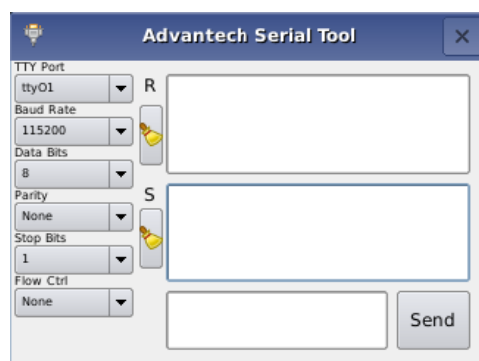 Advantech Serial Tool
TTY Port
ttyO1
R
Baud Rate
115200
Data Bits
8
Parity
S
None
Stop Bits
1
Flow Ctrl
None
Send